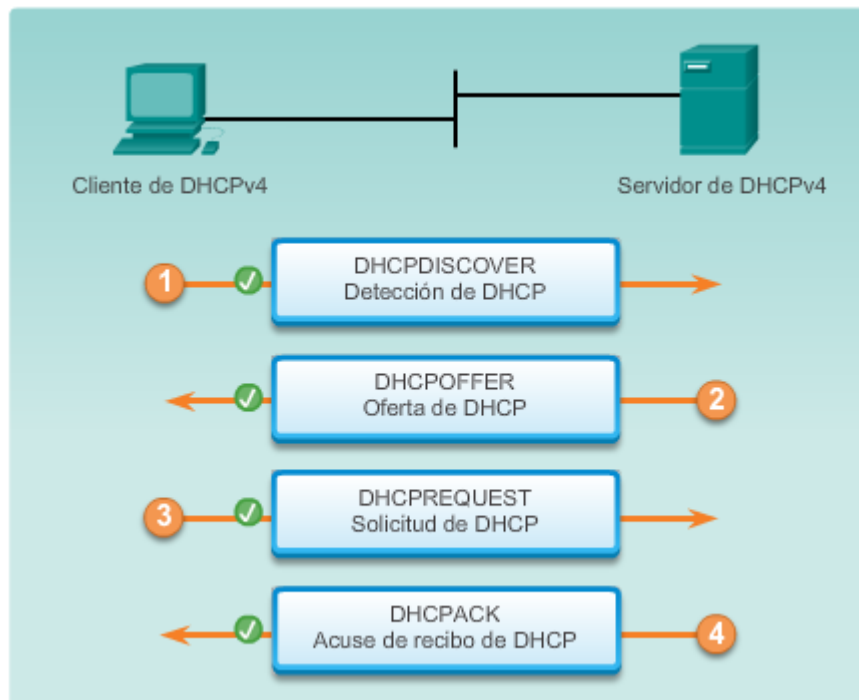 Cliente de DHCPv4
Servidor de DHCPv4
1
DHCPDISCOVER
Detección de DHCP
DHCPOFFER
Oferta de DHCP
2
3
DHCPREQUEST
Solicitud de DHCP
DHCPACK
Acuse de recibo de DHCP
4